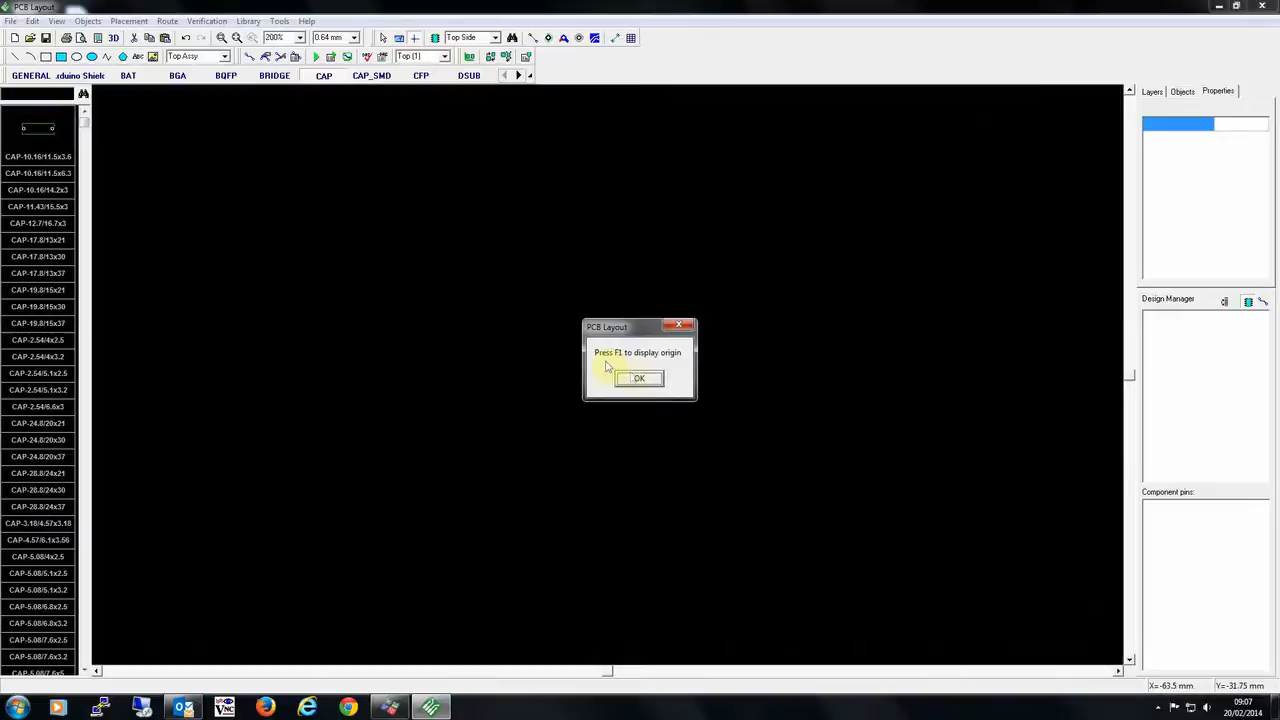 PCB Layout
File Edit View Objects Placement Route Verification Library Tools Help
3D 200% 0.64 mm Top Side
Abc Top Assy Top (1)
GENERAL .rduino Shield BAT BGA BQFP BRIDGE CAP CAP_SMD CFP DSUB
Layers Objects Properties
CAP-10.16/11.5x3.6
CAP-10.16/11.5x6.3
CAP-10.16/14.2x3
CAP-11.43/15.5x3
CAP-12.7/16.7x3
CAP-17.8/13x21
CAP-17.8/13x30
CAP-17.8/13x37
CAP-19.8/15x21
CAP-19.8/15x30
CAP-19.8/15x37
CAP-2.54/4x2.5
CAP-2.54/4x3.2
CAP-2.54/5.1x2.5
CAP-2.54/5.1x3.2
CAP-2.54/6.6x3
CAP-24.8/20x21
CAP-24.8/20x30
CAP-24.8/20x37
CAP-28.8/24x21
CAP-28.8/24x30
CAP-28.8/24x37
CAP-3.18/4.57x3.18
CAP-4.57/6.1x3.56
CAP-5.08/4x2.5
CAP-5.08/5.1x2.5
CAP-5.08/5.1x3.2
CAP-5.08/6.8x2.5
CAP-5.08/6.8x3.2
CAP-5.08/7.6x2.5
CAP-5.08/7.6x3.2
CAP-5.08/7.6x5
PCB Layout
Press F1 to display origin
OK
Design Manager
Component pins:
X=-63.5 mm Y=-31.75 mm
VNC
09:07
20/02/2014